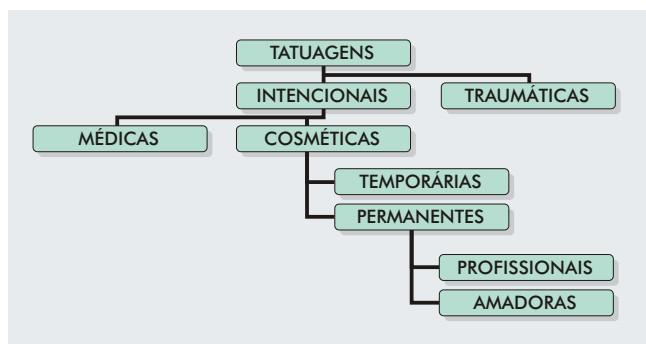 TATUAGENS
INTENCIONAIS
TRAUMÁTICAS
MÉDICAS
COSMÉTICAS
TEMPORÁRIAS
PERMANENTES
PROFISSIONAIS
AMADORAS